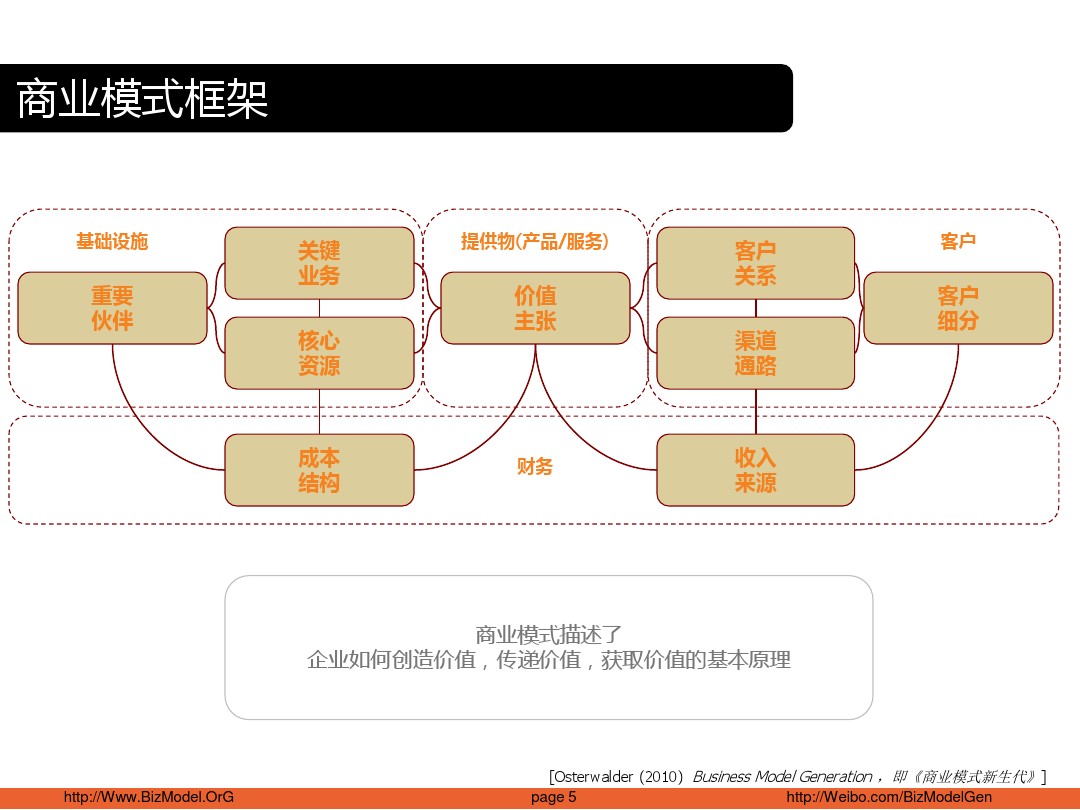 商业模式框架
基础设施
提供物(产品/服务)
客户
关键
业务
客户
关系
重要
伙伴
价值
主张
客户
细分
核心
资源
渠道
通路
成本
结构
财务
收入
来源
商业模式描述了
企业如何创造价值，传递价值，获取价值的基本原理
[Osterwalder (2010) Business Model Generation，即《商业模式新生代》]
http://Www.BizModel.OrG
page 5
http://Weibo.com/BizModelGen